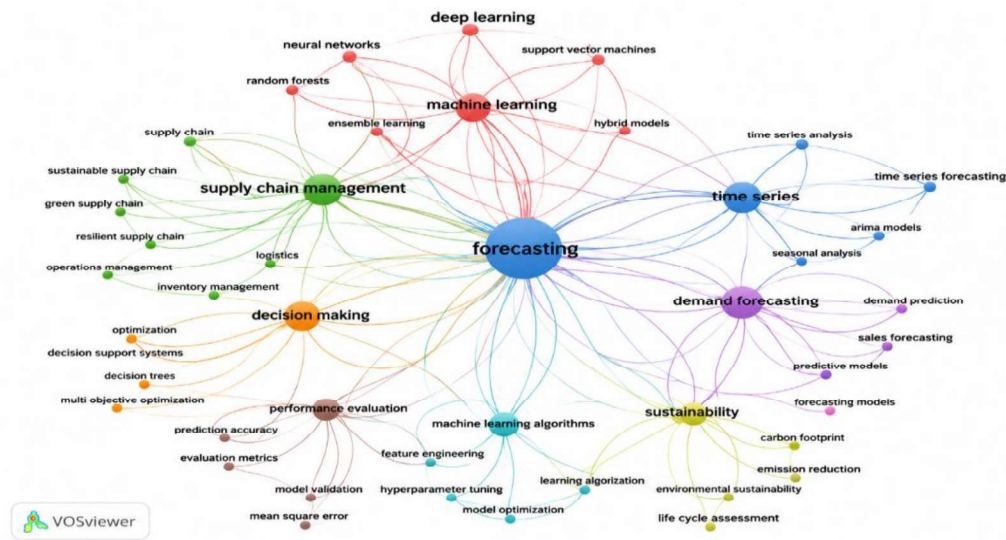 deep learning
neural networks
support vector machines
random forests
machine learning
ensemble learning
hybrid models
supply chain
time series analysis
sustainable supply chain
supply chain management
time series forecasting
green supply chain
time series
arima models
resilient supply chain
forecasting
logistics
seasonal analysis
operations management
inventory management
demand forecasting
demand prediction
decision making
optimization
sales forecasting
decision support systems
predictive models
decision trees
multi objective optimization
performance evaluation
sustainability
forecasting models
machine learning algorithms
prediction accuracy
carbon footprint
evaluation metrics
feature engineering
emission reduction
learning algorization
model validation
hyperparameter tuning
environmental sustainability
mean square error
model optimization
life cycle assessment
VOSviewer